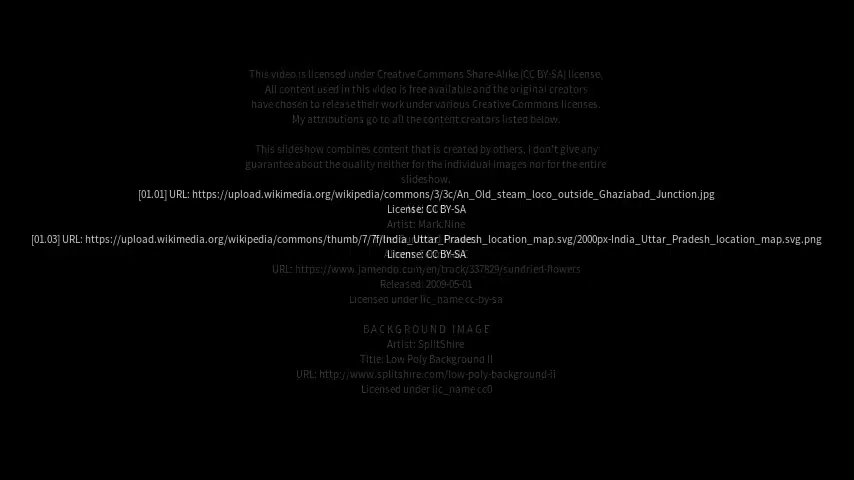 This video is licensed under Creative Commons Share-Alike (CC BY-SA) license.
All content used in this video is free available and the original creators
have chosen to release their work under various Creative Commons licenses.
My attributions go to all the content creators listed below.
This slideshow combines content that is created by others. I don't give any
guarantee about the quality neither for the individual images nor for the entire
slideshow.
[01.01] URL: https://upload.wikimedia.org/wikipedia/commons/3/3c/An_Old_steam_loco_outside_Ghaziabad_Junction.jpg
License: CC BY-SA
Artist: Mark.Nine
[01.03] URL: https://upload.wikimedia.org/wikipedia/commons/thumb/7/7f/India_Uttar_Pradesh_location_map.svg/2000px-India_Uttar_Pradesh_location_map.svg.png
License: CC BY-SA
URL: https://www.jamendo.com/en/track/337829/sundried-flowers
Released: 2009-05-01
Licensed under lic_name cc-by-sa
BACKGROUND IMAGE
Artist: SplitShire
Title: Low Poly Background II
URL: http://www.splitshire.com/low-poly-background-ii
Licensed under lic_name cc0